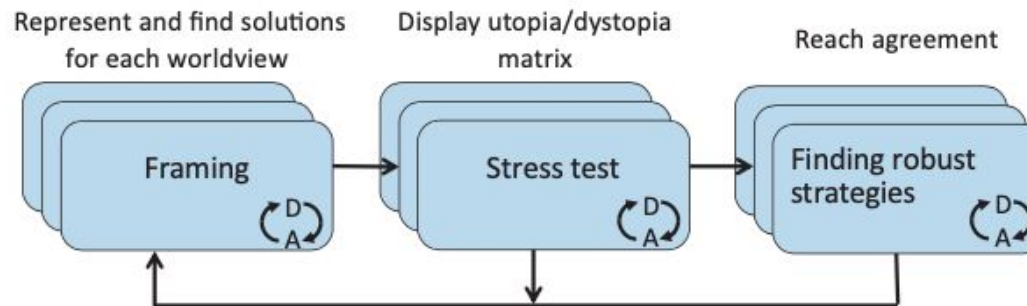 Represent and find solutions
for each worldview
Display utopia/dystopia
matrix
Reach agreement
Framing
D
A
Stress test
D
A
Finding robust
strategies
D
A